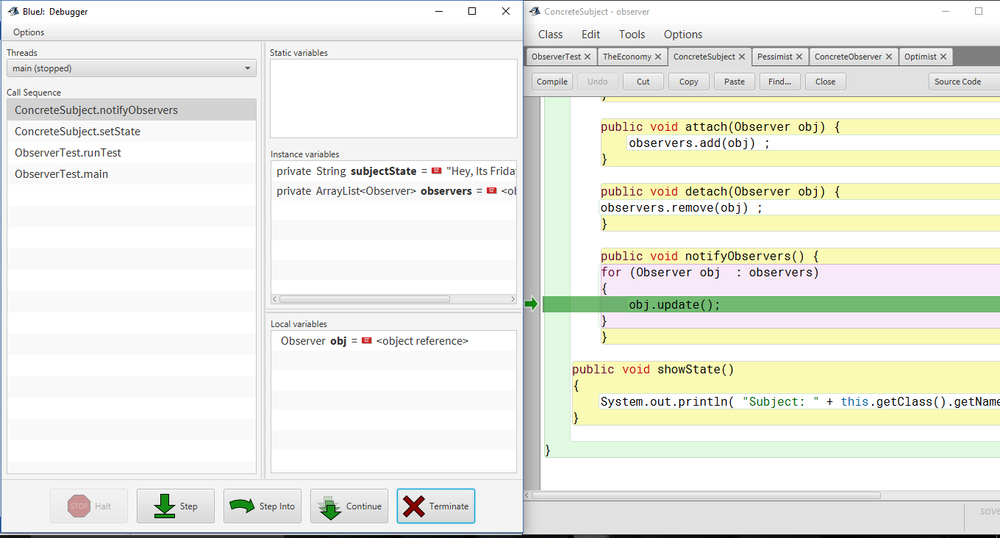 BlueJ: Debugger
Options
Threads
main (stopped)
Call Sequence
ConcreteSubject.notifyObservers
ConcreteSubject.setState
ObserverTest.runTest
ObserverTest.main
Static variables
Instance variables
private String subjectState = "Hey, Its Friday
private ArrayList<Observer> observers = <ob
Local variables
Observer obj = <object reference>
STOP Halt
Step
Step Into
Continue
Terminate
ConcreteSubject - observer
Class Edit Tools Options
ObserverTest TheEconomy ConcreteSubject Pessimist ConcreteObserver Optimist
Compile Undo Cut Copy Paste Find... Close Source Code
}
public void attach(Observer obj) {
observers.add(obj) ;
}
public void detach(Observer obj) {
observers.remove(obj) ;
}
public void notifyObservers() {
for (Observer obj  : observers)
{
obj.update();
}
}
public void showState()
{
System.out.println( "Subject: " + this.getClass().getName
}
}
save